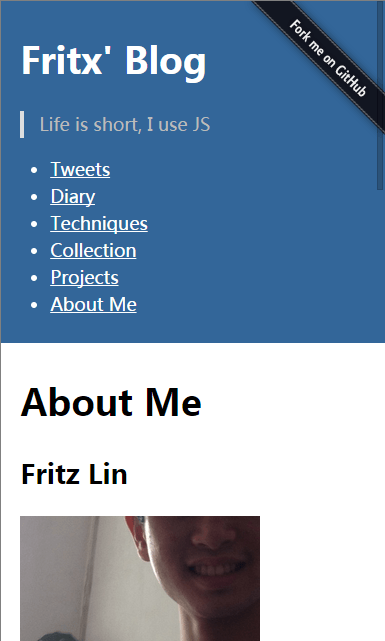 Fritx' Blog
Fork me on GitHub
Life is short, I use JS
Tweets
Diary
Techniques
Collection
Projects
About Me
About Me
Fritz Lin